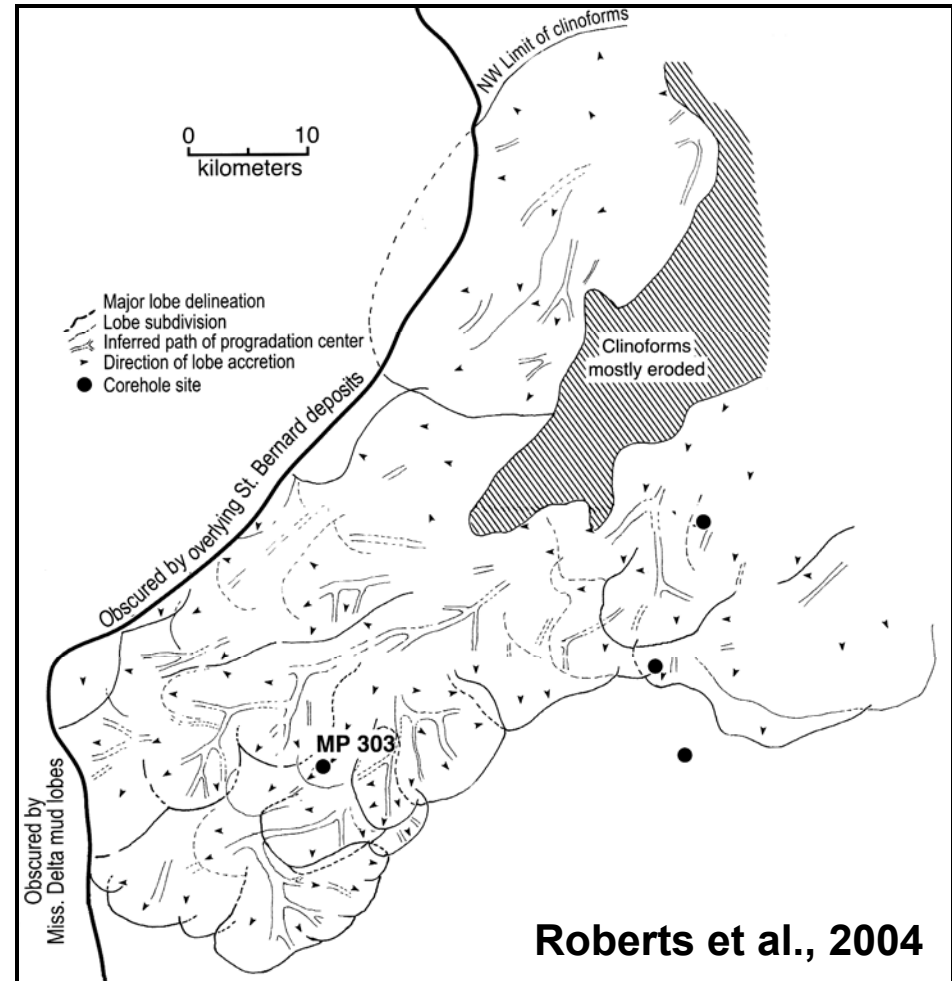 NW Limit of clinoforms
0 10
kilometers
Major lobe delineation
Lobe subdivision
Inferred path of progradation center
Direction of lobe accretion
Corehole site
Clinoforms
mostly eroded
Obscured by overlying St. Bernard deposits
MP 303
Obscured by
Miss. Delta mud lobes
Roberts et al., 2004